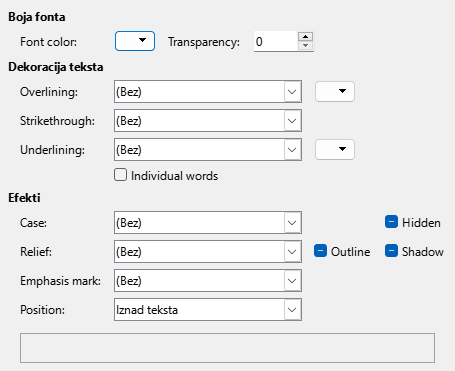 Boja fonta
Font color: Transparency: 0
Dekoracija teksta
Overlining: (Bez)
Strikethrough: (Bez)
Underlining: (Bez)
Individual words
Efekti
Case: (Bez) Hidden
Relief: (Bez) Outline Shadow
Emphasis mark: (Bez)
Position: Iznad teksta